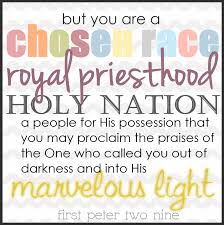 but you are a
chosen race
royal priesthood
HOLY NATION
a people for His possession that
you may proclaim the praises of
the One who called you out of
darkness and into His
marvelous light
first peter two nine